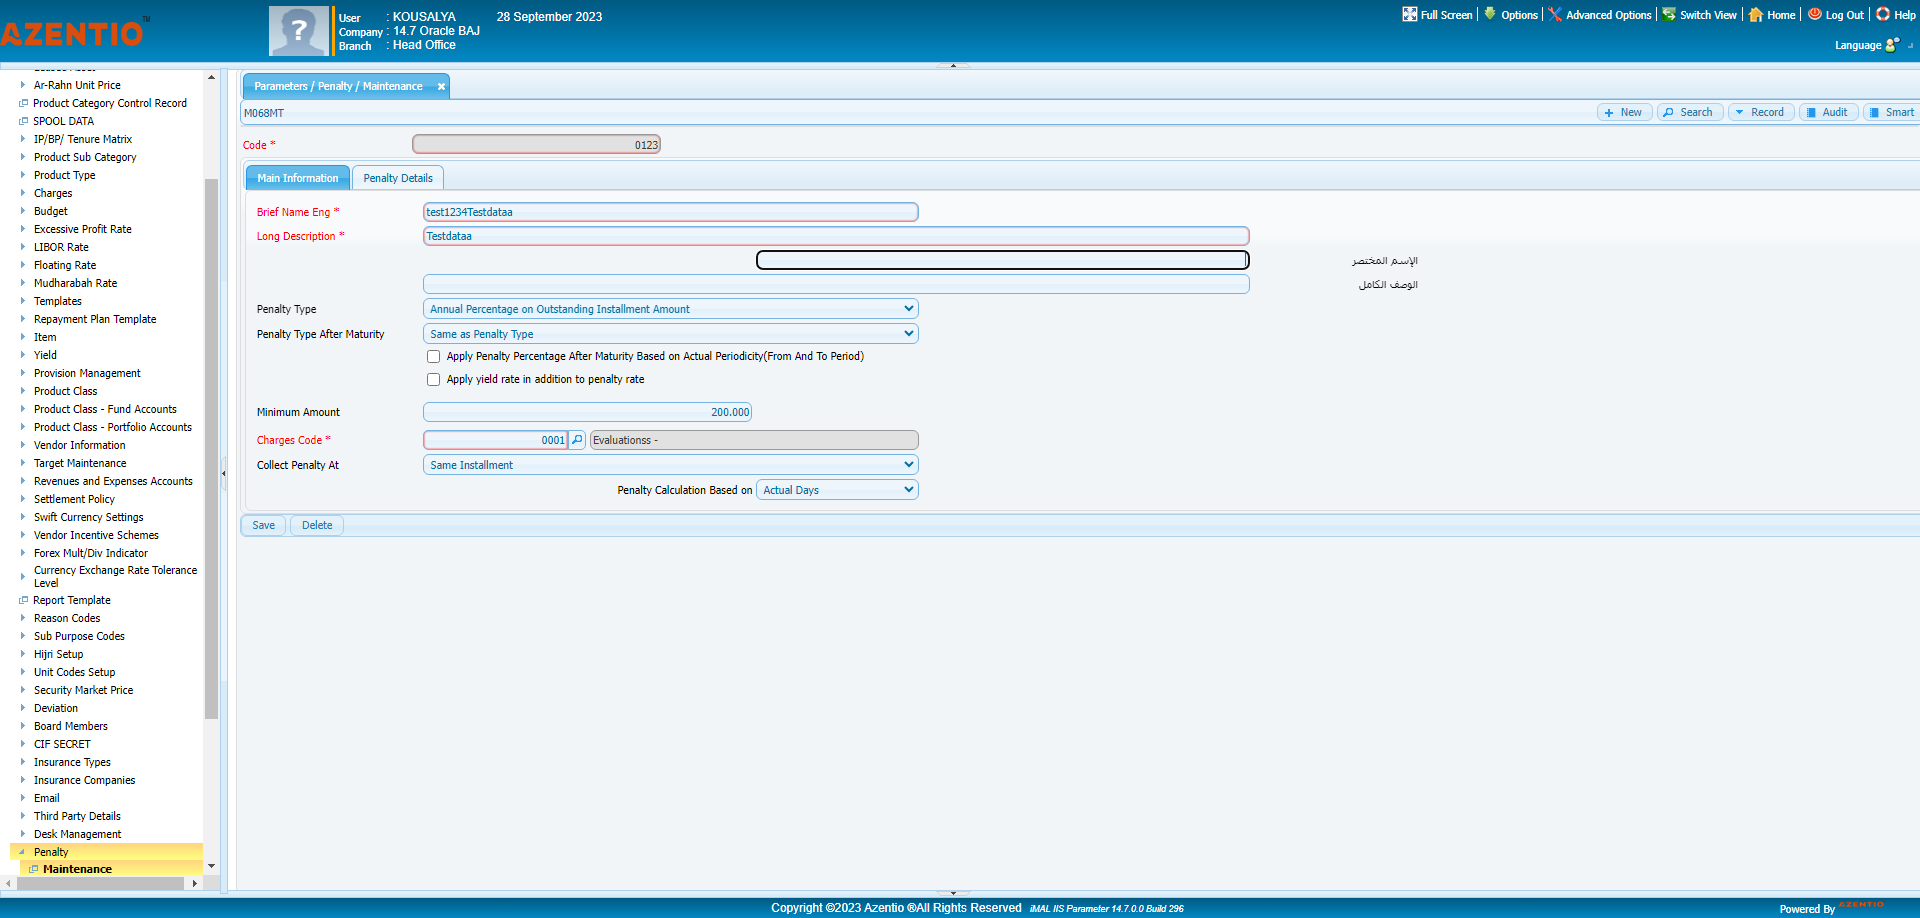 AZENTIO™
?
User : KOUSALYA 28 September 2023
Company : 14.7 Oracle BAJ
Branch : Head Office
Full Screen Options Advanced Options Switch View Home Log Out Help
Language
Ar-Rahn Unit Price
Product Category Control Record
SPOOL DATA
IP/BP/ Tenure Matrix
Product Sub Category
Product Type
Charges
Budget
Excessive Profit Rate
LIBOR Rate
Floating Rate
Mudharabah Rate
Templates
Repayment Plan Template
Item
Yield
Provision Management
Product Class
Product Class - Fund Accounts
Product Class - Portfolio Accounts
Vendor Information
Target Maintenance
Revenues and Expenses Accounts
Settlement Policy
Swift Currency Settings
Vendor Incentive Schemes
Forex Mult/Div Indicator
Currency Exchange Rate Tolerance
Level
Report Template
Reason Codes
Sub Purpose Codes
Hijri Setup
Unit Codes Setup
Security Market Price
Deviation
Board Members
CIF SECRET
Insurance Types
Insurance Companies
Email
Third Party Details
Desk Management
Penalty
Maintenance
Parameters / Penalty / Maintenance
M068MT
New Search Record Audit Smart
Code * 0123
Main Information Penalty Details
Brief Name Eng * test1234Testdataa
Long Description * Testdataa
الإسم المختصر
الوصف الكامل
Penalty Type Annual Percentage on Outstanding Installment Amount
Penalty Type After Maturity Same as Penalty Type
Apply Penalty Percentage After Maturity Based on Actual Periodicity(From And To Period)
Apply yield rate in addition to penalty rate
Minimum Amount 200.000
Charges Code * 0001 Evaluationss -
Collect Penalty At Same Installment
Penalty Calculation Based on Actual Days
Save Delete
Copyright ©2023 Azentio ®All Rights Reserved iMAL IIS Parameter 14.7.0.0 Build 296
Powered By AZENTIO